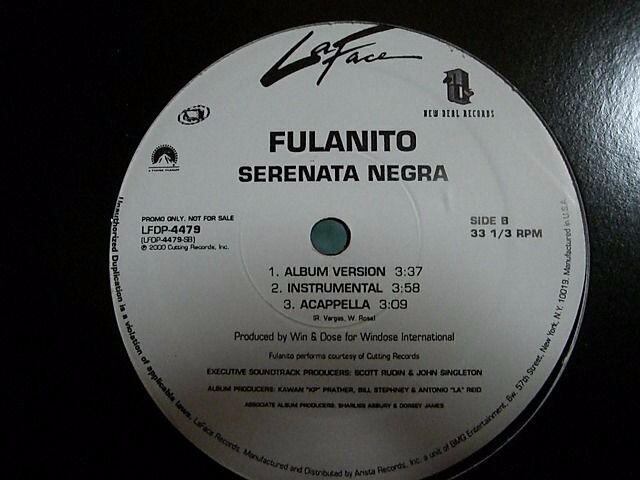 LaFace
NEW DEAL RECORDS
FULANITO
SERENATA NEGRA
PROMO ONLY. NOT FOR SALE
LFDP-4479
(LFDP-4479-SB)
℗ 2000 Cutting Records, Inc.
SIDE B
33 1/3 RPM
1. ALBUM VERSION 3:37
2. INSTRUMENTAL 3:58
3. ACAPPELLA 3:09
(R. Vargas, W. Rose)
Produced by Win & Dose for Windose International
Fulanito performs courtesy of Cutting Records
EXECUTIVE SOUNDTRACK PRODUCERS: SCOTT RUDIN & JOHN SINGLETON
ALBUM PRODUCERS: KAWAN "KP" PRATHER, BILL STEPHNEY & ANTONIO "LA" REID
ASSOCIATE ALBUM PRODUCERS: SHARLISS ASBURY & DORSEY JAMES
Unauthorized Duplication is a violation of applicable laws. LaFace Records, Manufactured and Distributed by Arista Records, Inc. a unit of BMG Entertainment, 6w. 57th Street, New York, N.Y. 10019. Manufactured in U.S.A.